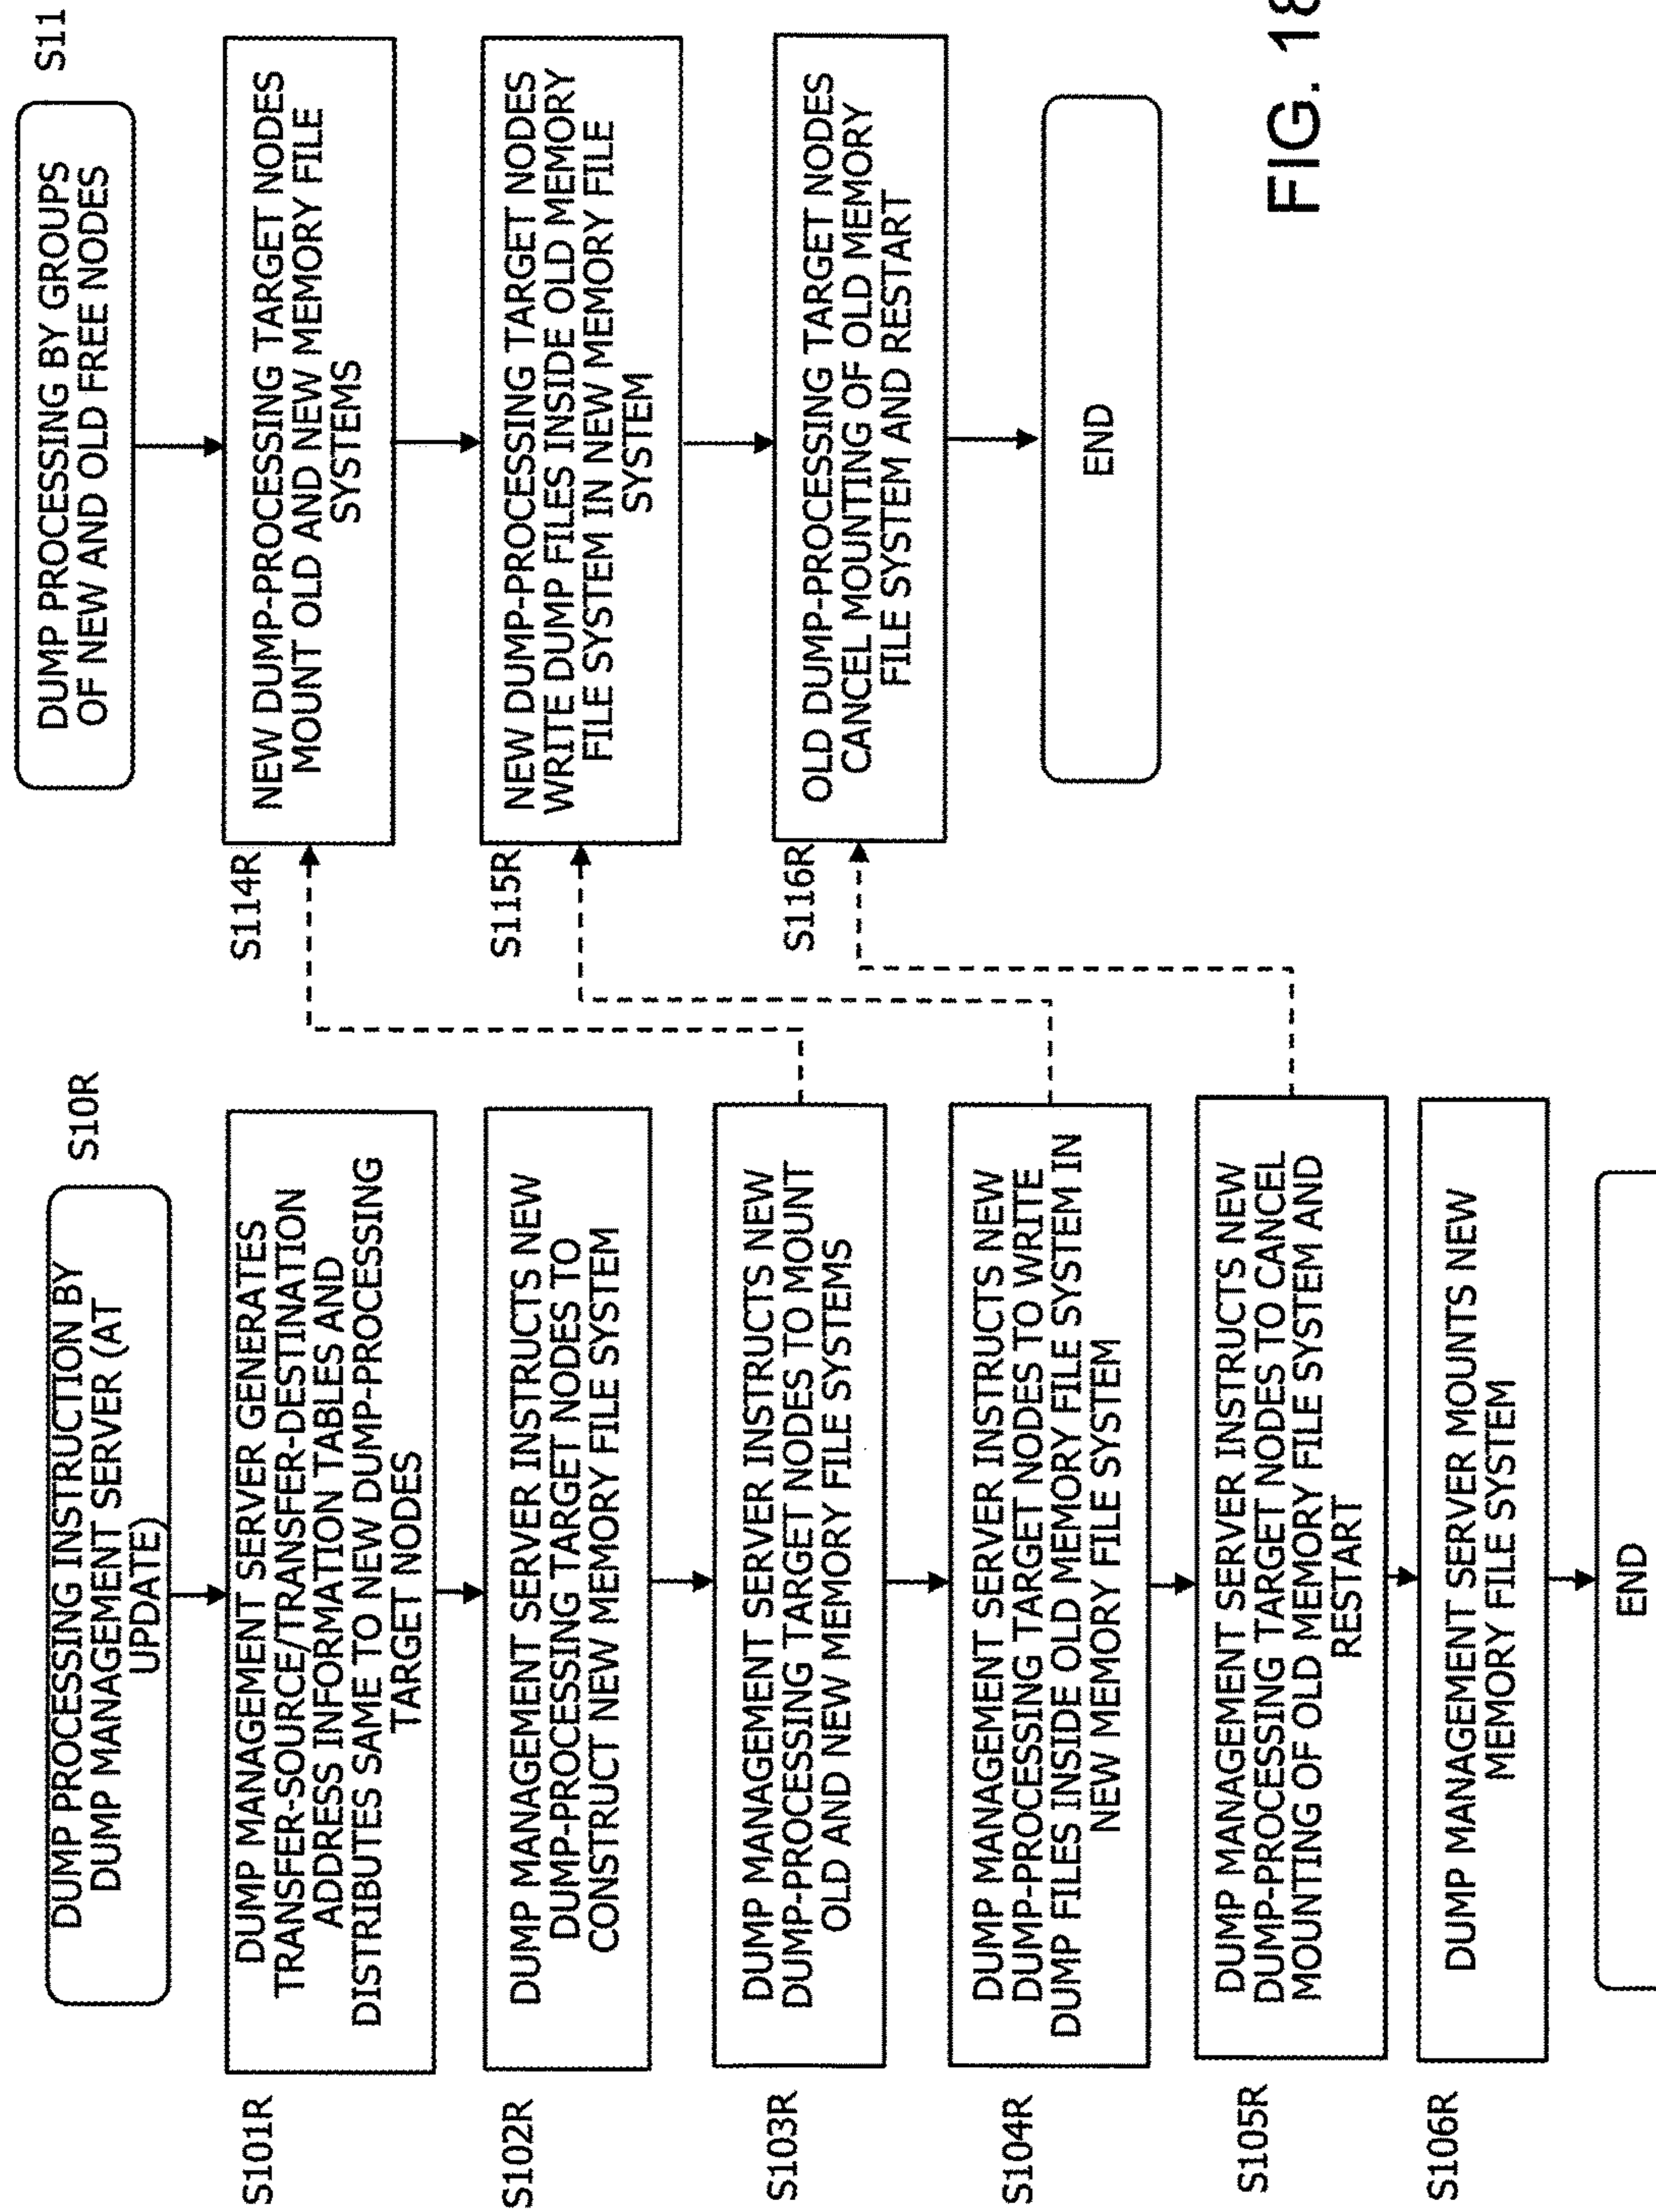 S10R
DUMP PROCESSING INSTRUCTION BY
DUMP MANAGEMENT SERVER (AT
UPDATE)
S101R
DUMP MANAGEMENT SERVER GENERATES
TRANSFER-SOURCE/TRANSFER-DESTINATION
ADDRESS INFORMATION TABLES AND
DISTRIBUTES SAME TO NEW DUMP-PROCESSING
TARGET NODES
S102R
DUMP MANAGEMENT SERVER INSTRUCTS NEW
DUMP-PROCESSING TARGET NODES TO
CONSTRUCT NEW MEMORY FILE SYSTEM
S103R
DUMP MANAGEMENT SERVER INSTRUCTS NEW
DUMP-PROCESSING TARGET NODES TO MOUNT
OLD AND NEW MEMORY FILE SYSTEMS
S104R
DUMP MANAGEMENT SERVER INSTRUCTS NEW
DUMP-PROCESSING TARGET NODES TO WRITE
DUMP FILES INSIDE OLD MEMORY FILE SYSTEM IN
NEW MEMORY FILE SYSTEM
S105R
DUMP MANAGEMENT SERVER INSTRUCTS NEW
DUMP-PROCESSING TARGET NODES TO CANCEL
MOUNTING OF OLD MEMORY FILE SYSTEM AND
RESTART
S106R
DUMP MANAGEMENT SERVER MOUNTS NEW
MEMORY FILE SYSTEM
END
S11
DUMP PROCESSING BY GROUPS
OF NEW AND OLD FREE NODES
S114R
NEW DUMP-PROCESSING TARGET NODES
MOUNT OLD AND NEW MEMORY FILE
SYSTEMS
S115R
NEW DUMP-PROCESSING TARGET NODES
WRITE DUMP FILES INSIDE OLD MEMORY
FILE SYSTEM IN NEW MEMORY FILE
SYSTEM
S116R
OLD DUMP-PROCESSING TARGET NODES
CANCEL MOUNTING OF OLD MEMORY
FILE SYSTEM AND RESTART
END
FIG. 18